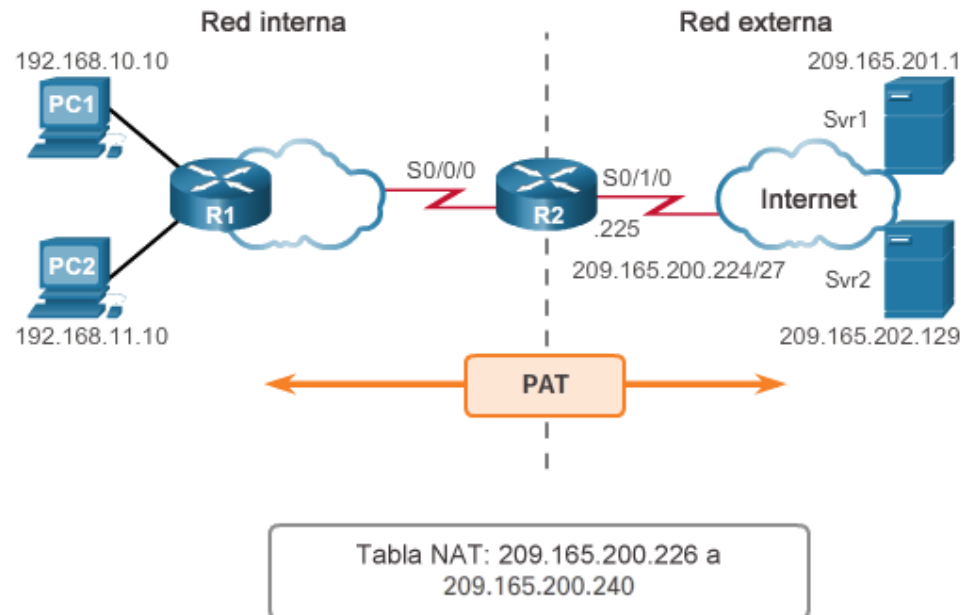 Red interna
Red externa
192.168.10.10
209.165.201.1
PC1
Svr1
S0/0/0
S0/1/0
R1
R2
Internet
.225
PC2
209.165.200.224/27
Svr2
192.168.11.10
209.165.202.129
PAT
Tabla NAT: 209.165.200.226 a
209.165.200.240